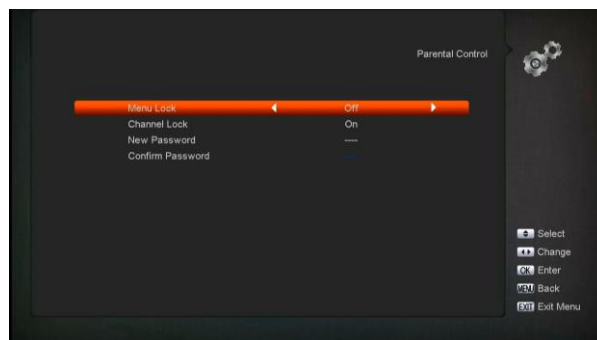 Parental Control
Menu Lock Off
Channel Lock On
New Password ----
Confirm Password ----
Select
Change
OK Enter
MENU Back
EXIT Exit Menu